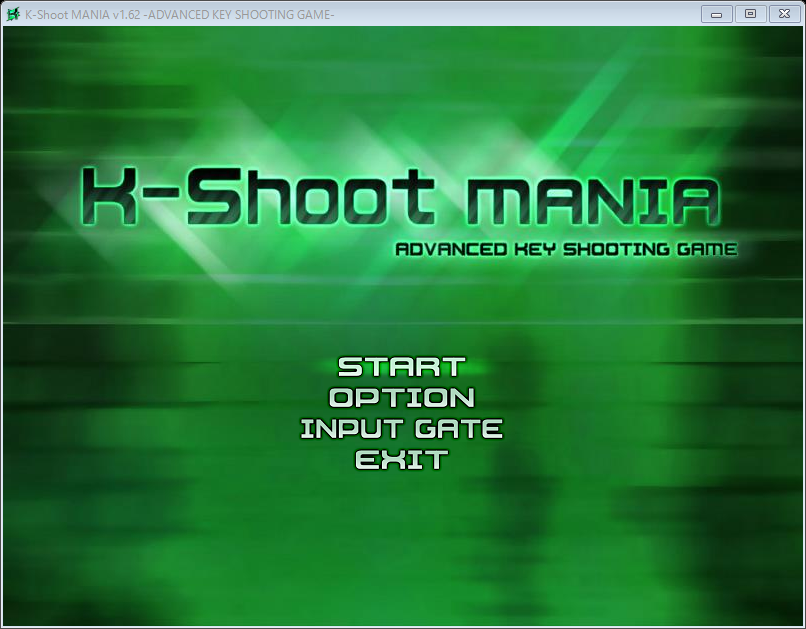 K-Shoot MANIA v1.62 -ADVANCED KEY SHOOTING GAME-
K-Shoot MANIA
ADVANCED KEY SHOOTING GAME
START
OPTION
INPUT GATE
EXIT